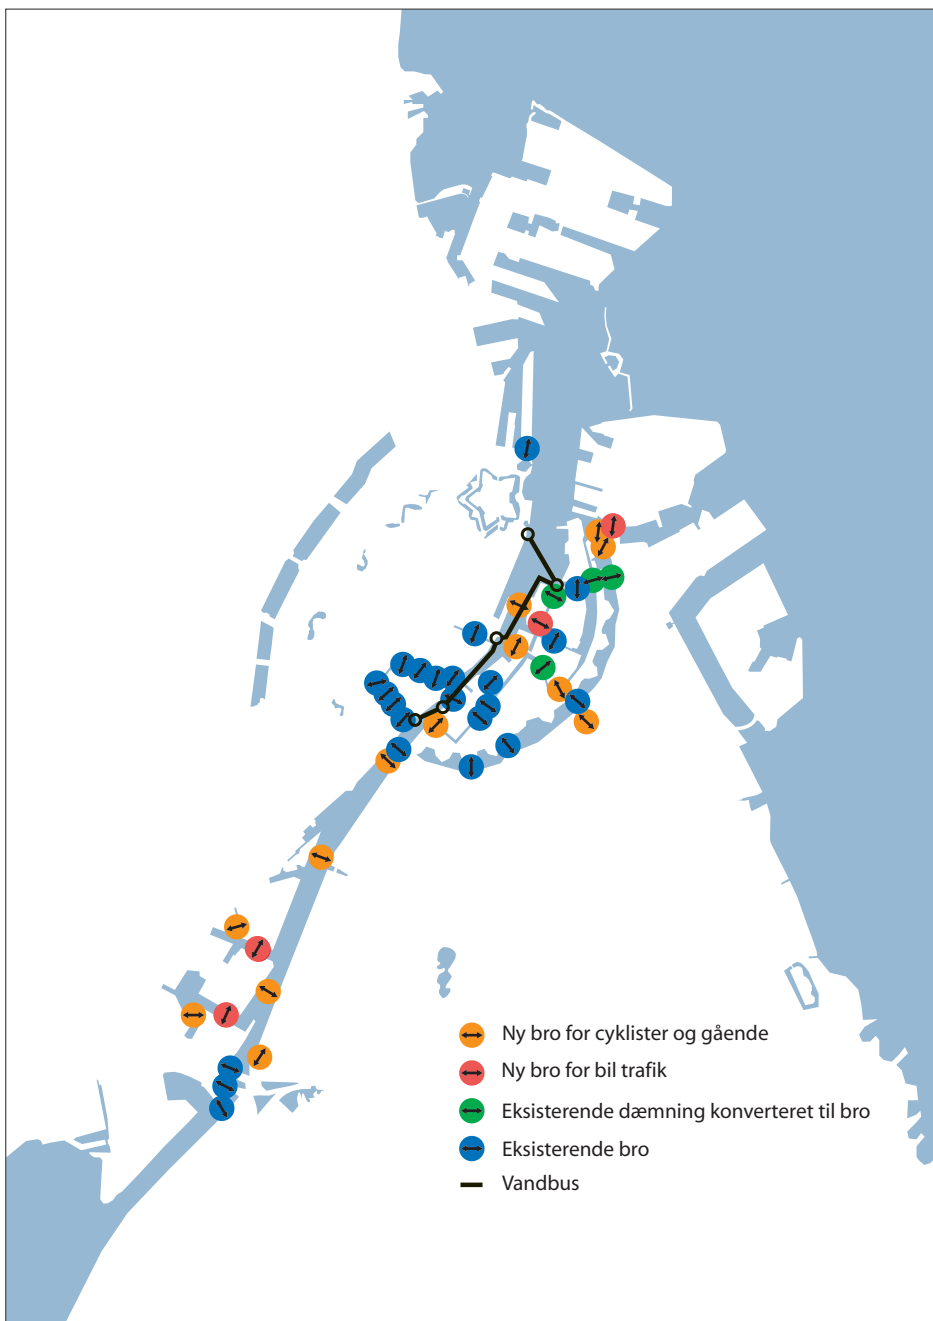 Ny bro for cyklister og gående
Ny bro for bil trafik
Eksisterende dæmning konverteret til bro
Eksisterende bro
Vandbus